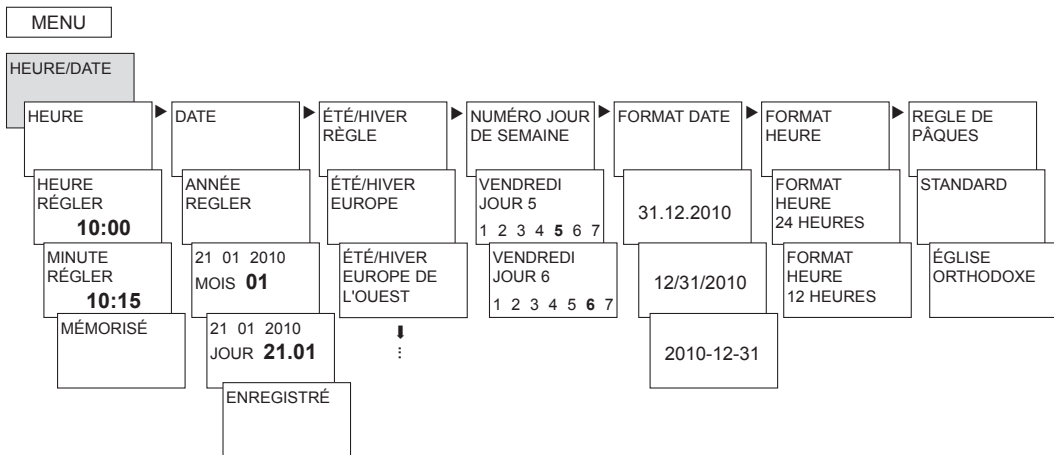 MENU
HEURE/DATE
HEURE
HEURE
RÉGLER
10:00
MINUTE
RÉGLER
10:15
MÉMORISÉ
DATE
ANNÉE
REGLER
21 01 2010
MOIS 01
21 01 2010
JOUR 21.01
ENREGISTRÉ
ÉTÉ/HIVER
RÈGLE
ÉTÉ/HIVER
EUROPE
ÉTÉ/HIVER
EUROPE DE
L'OUEST
NUMÉRO JOUR
DE SEMAINE
VENDREDI
JOUR 5
1 2 3 4 5 6 7
VENDREDI
JOUR 6
1 2 3 4 5 6 7
FORMAT DATE
31.12.2010
12/31/2010
2010-12-31
FORMAT
HEURE
FORMAT
HEURE
24 HEURES
FORMAT
HEURE
12 HEURES
REGLE DE
PÂQUES
STANDARD
ÉGLISE
ORTHODOXE